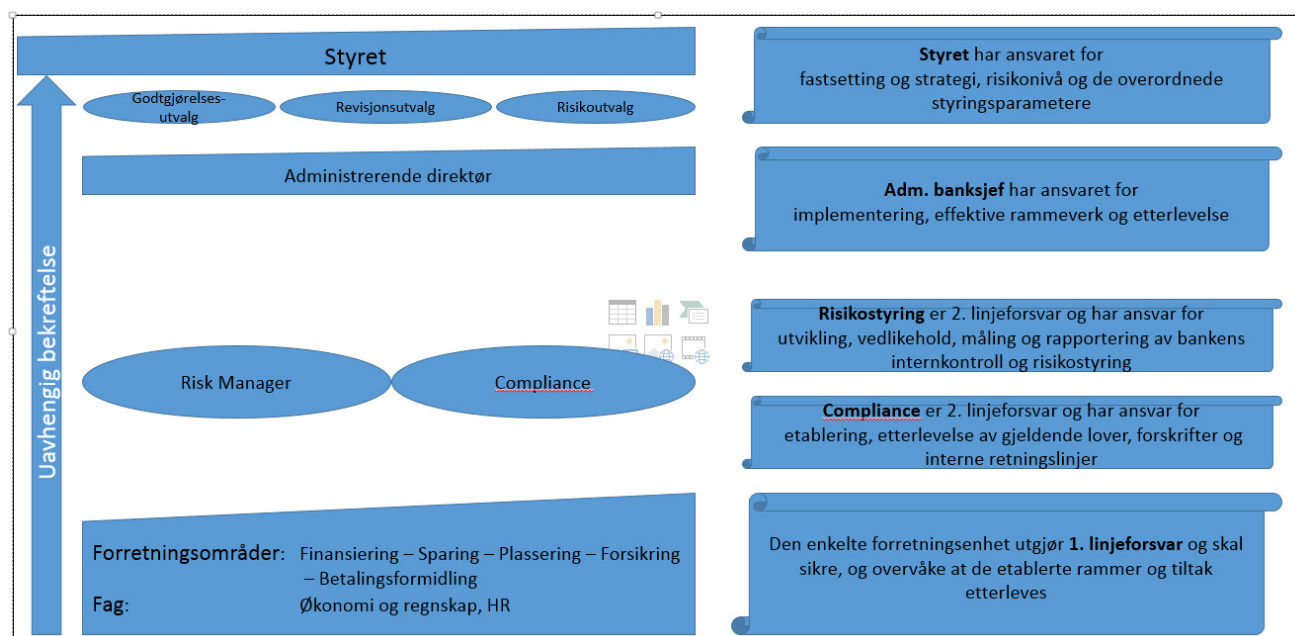 Styret
Godtgjørelses-
utvalg
Revisjonsutvalg
Risikoutvalg
Administrerende direktør
Uavhengig bekreftelse
Risk Manager
Compliance
Forretningsområder: Finansiering – Sparing – Plassering – Forsikring
– Betalingsformidling
Fag: Økonomi og regnskap, HR
Styret har ansvaret for
fastsetting og strategi, risikonivå og de overordnede
styringsparametere
Adm. banksjef har ansvaret for
implementering, effektive rammeverk og etterlevelse
Risikostyring er 2. linjeforsvar og har ansvar for
utvikling, vedlikehold, måling og rapportering av bankens
internkontroll og risikostyring
Compliance er 2. linjeforsvar og har ansvar for
etablering, etterlevelse av gjeldende lover, forskrifter og
interne retningslinjer
Den enkelte forretningsenhet utgjør 1. linjeforsvar og skal
sikre, og overvåke at de etablerte rammer og tiltak
etterleves